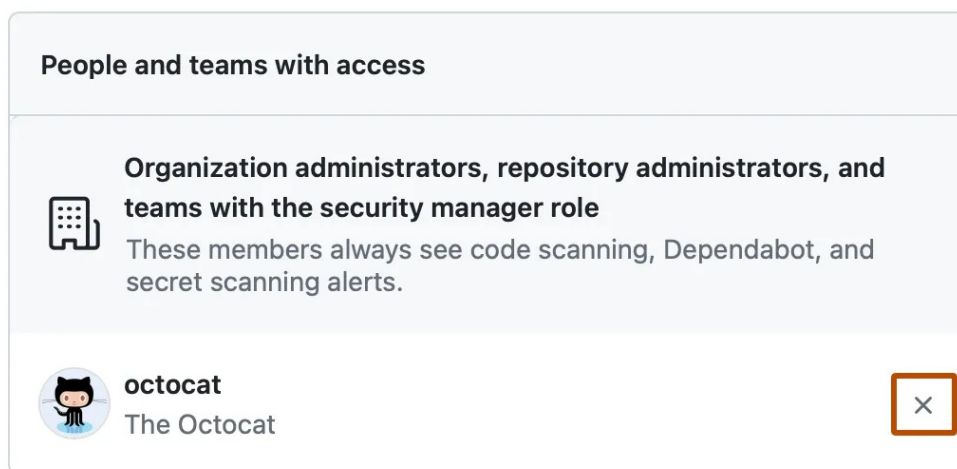 People and teams with access
Organization administrators, repository administrators, and
teams with the security manager role
These members always see code scanning, Dependabot, and
secret scanning alerts.
octocat
The Octocat